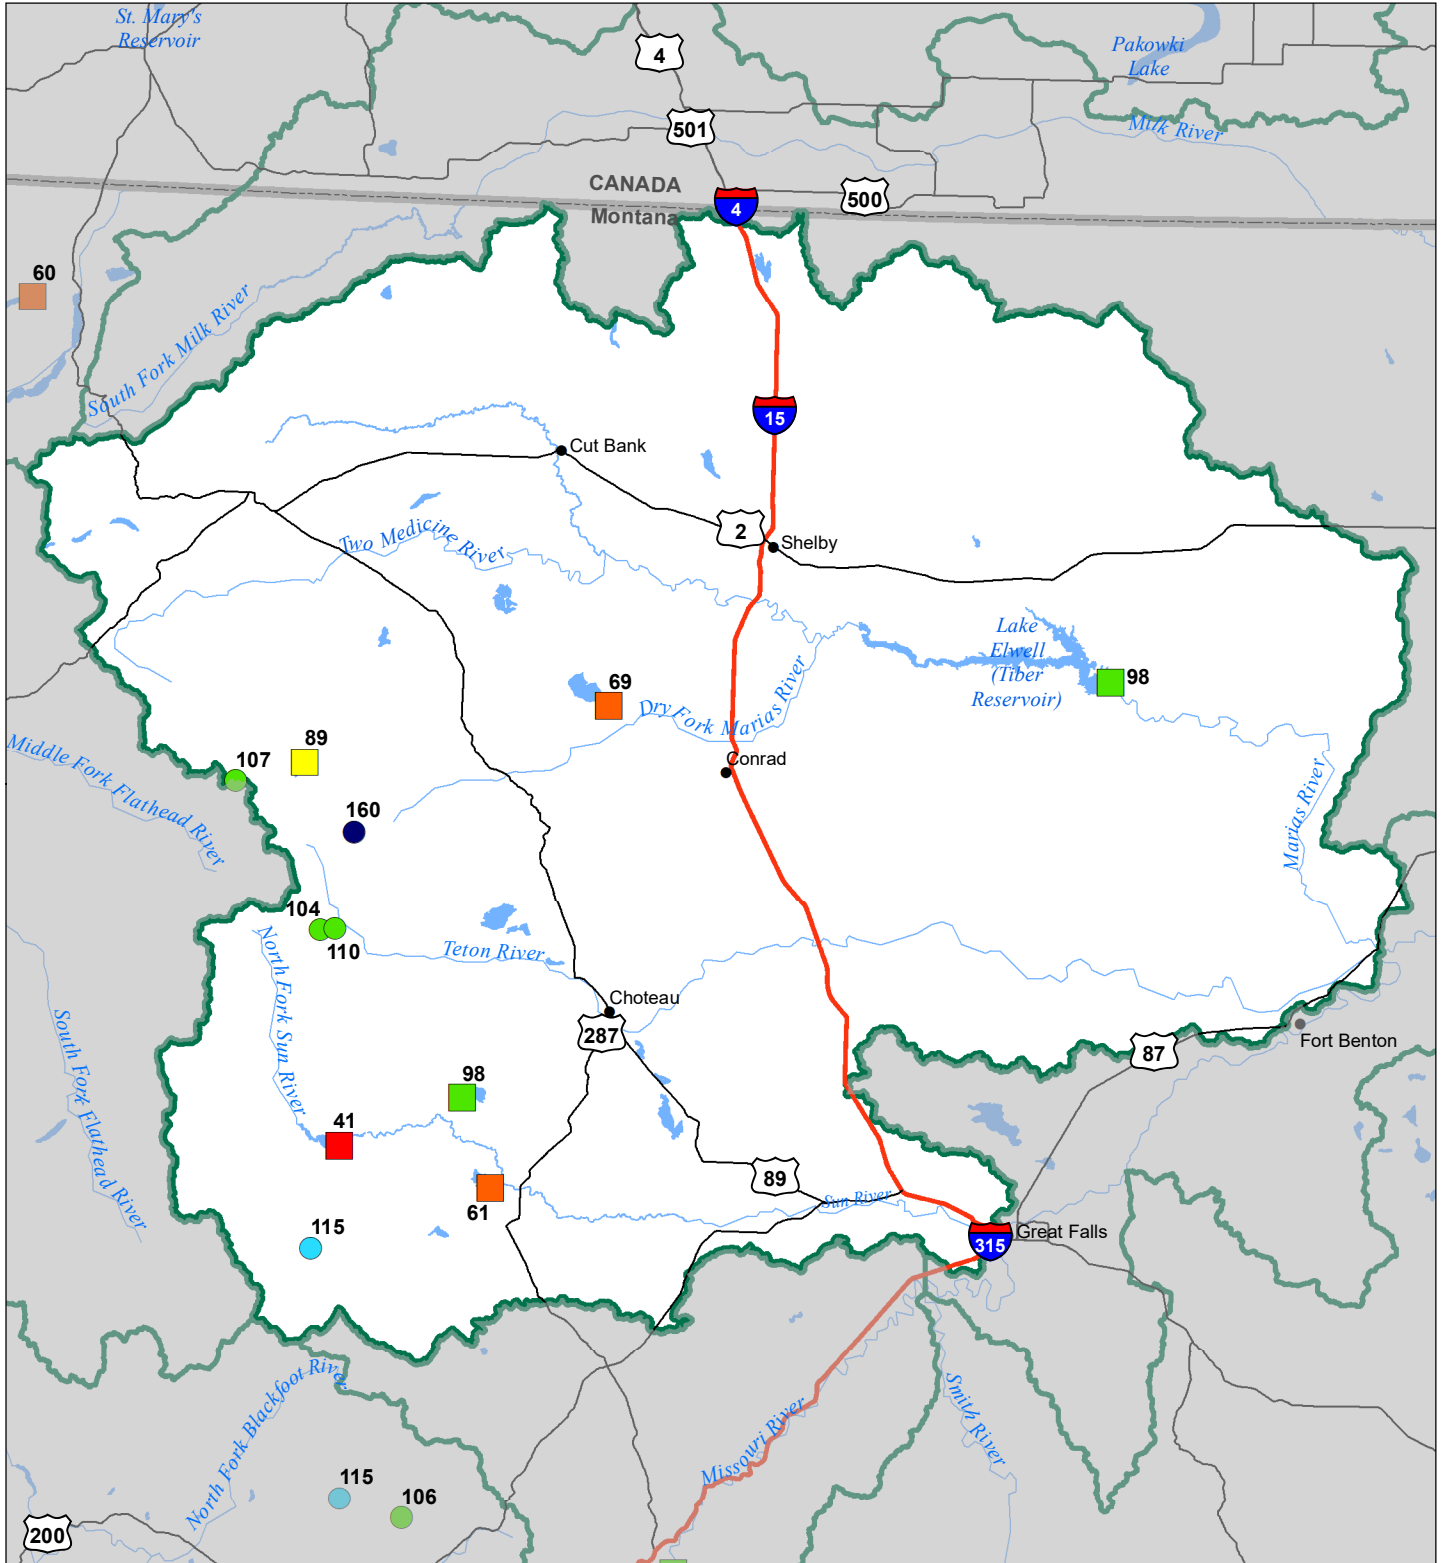 St. Mary's
Reservoir
4
Pakowki
Lake
501
Milk River
CANADA
Montana
4
500
60
South Fork Milk River
15
Cut Bank
2
Shelby
Two Medicine River
Lake
Elwell
(Tiber
Reservoir)
98
69
Dry Fork Marias River
89
107
Middle Fork Flathead River
Conrad
160
Marias River
104
110
North Fork Sun River
Teton River
Choteau
287
South Fork Flathead River
87
Fort Benton
98
41
61
89
Sun River
115
315
Great Falls
North Fork Blackfoot River
Missouri River
Smith River
115
106
200